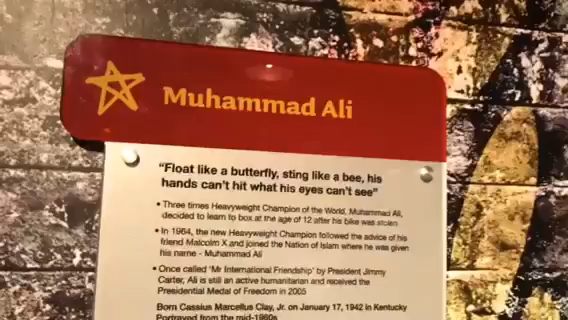 Muhammad Ali
“Float like a butterfly, sting like a bee, his
hands can't hit what his eyes can't see”
• Three times Heavyweight Champion of the World, Muhammad Ali,
decided to learn to box at the age of 12 after his bike was stolen
• In 1964, the new Heavyweight Champion followed the advice of his
friend Malcolm X and joined the Nation of Islam where he was given
his name - Muhammad Ali
• Once called 'Mr International Friendship' by President Jimmy
Carter, Ali is still an active humanitarian and received the
Presidential Medal of Freedom in 2005
Born Cassius Marcellus Clay, Jr. on January 17, 1942 in Kentucky
Portrayed from the mid-1960s